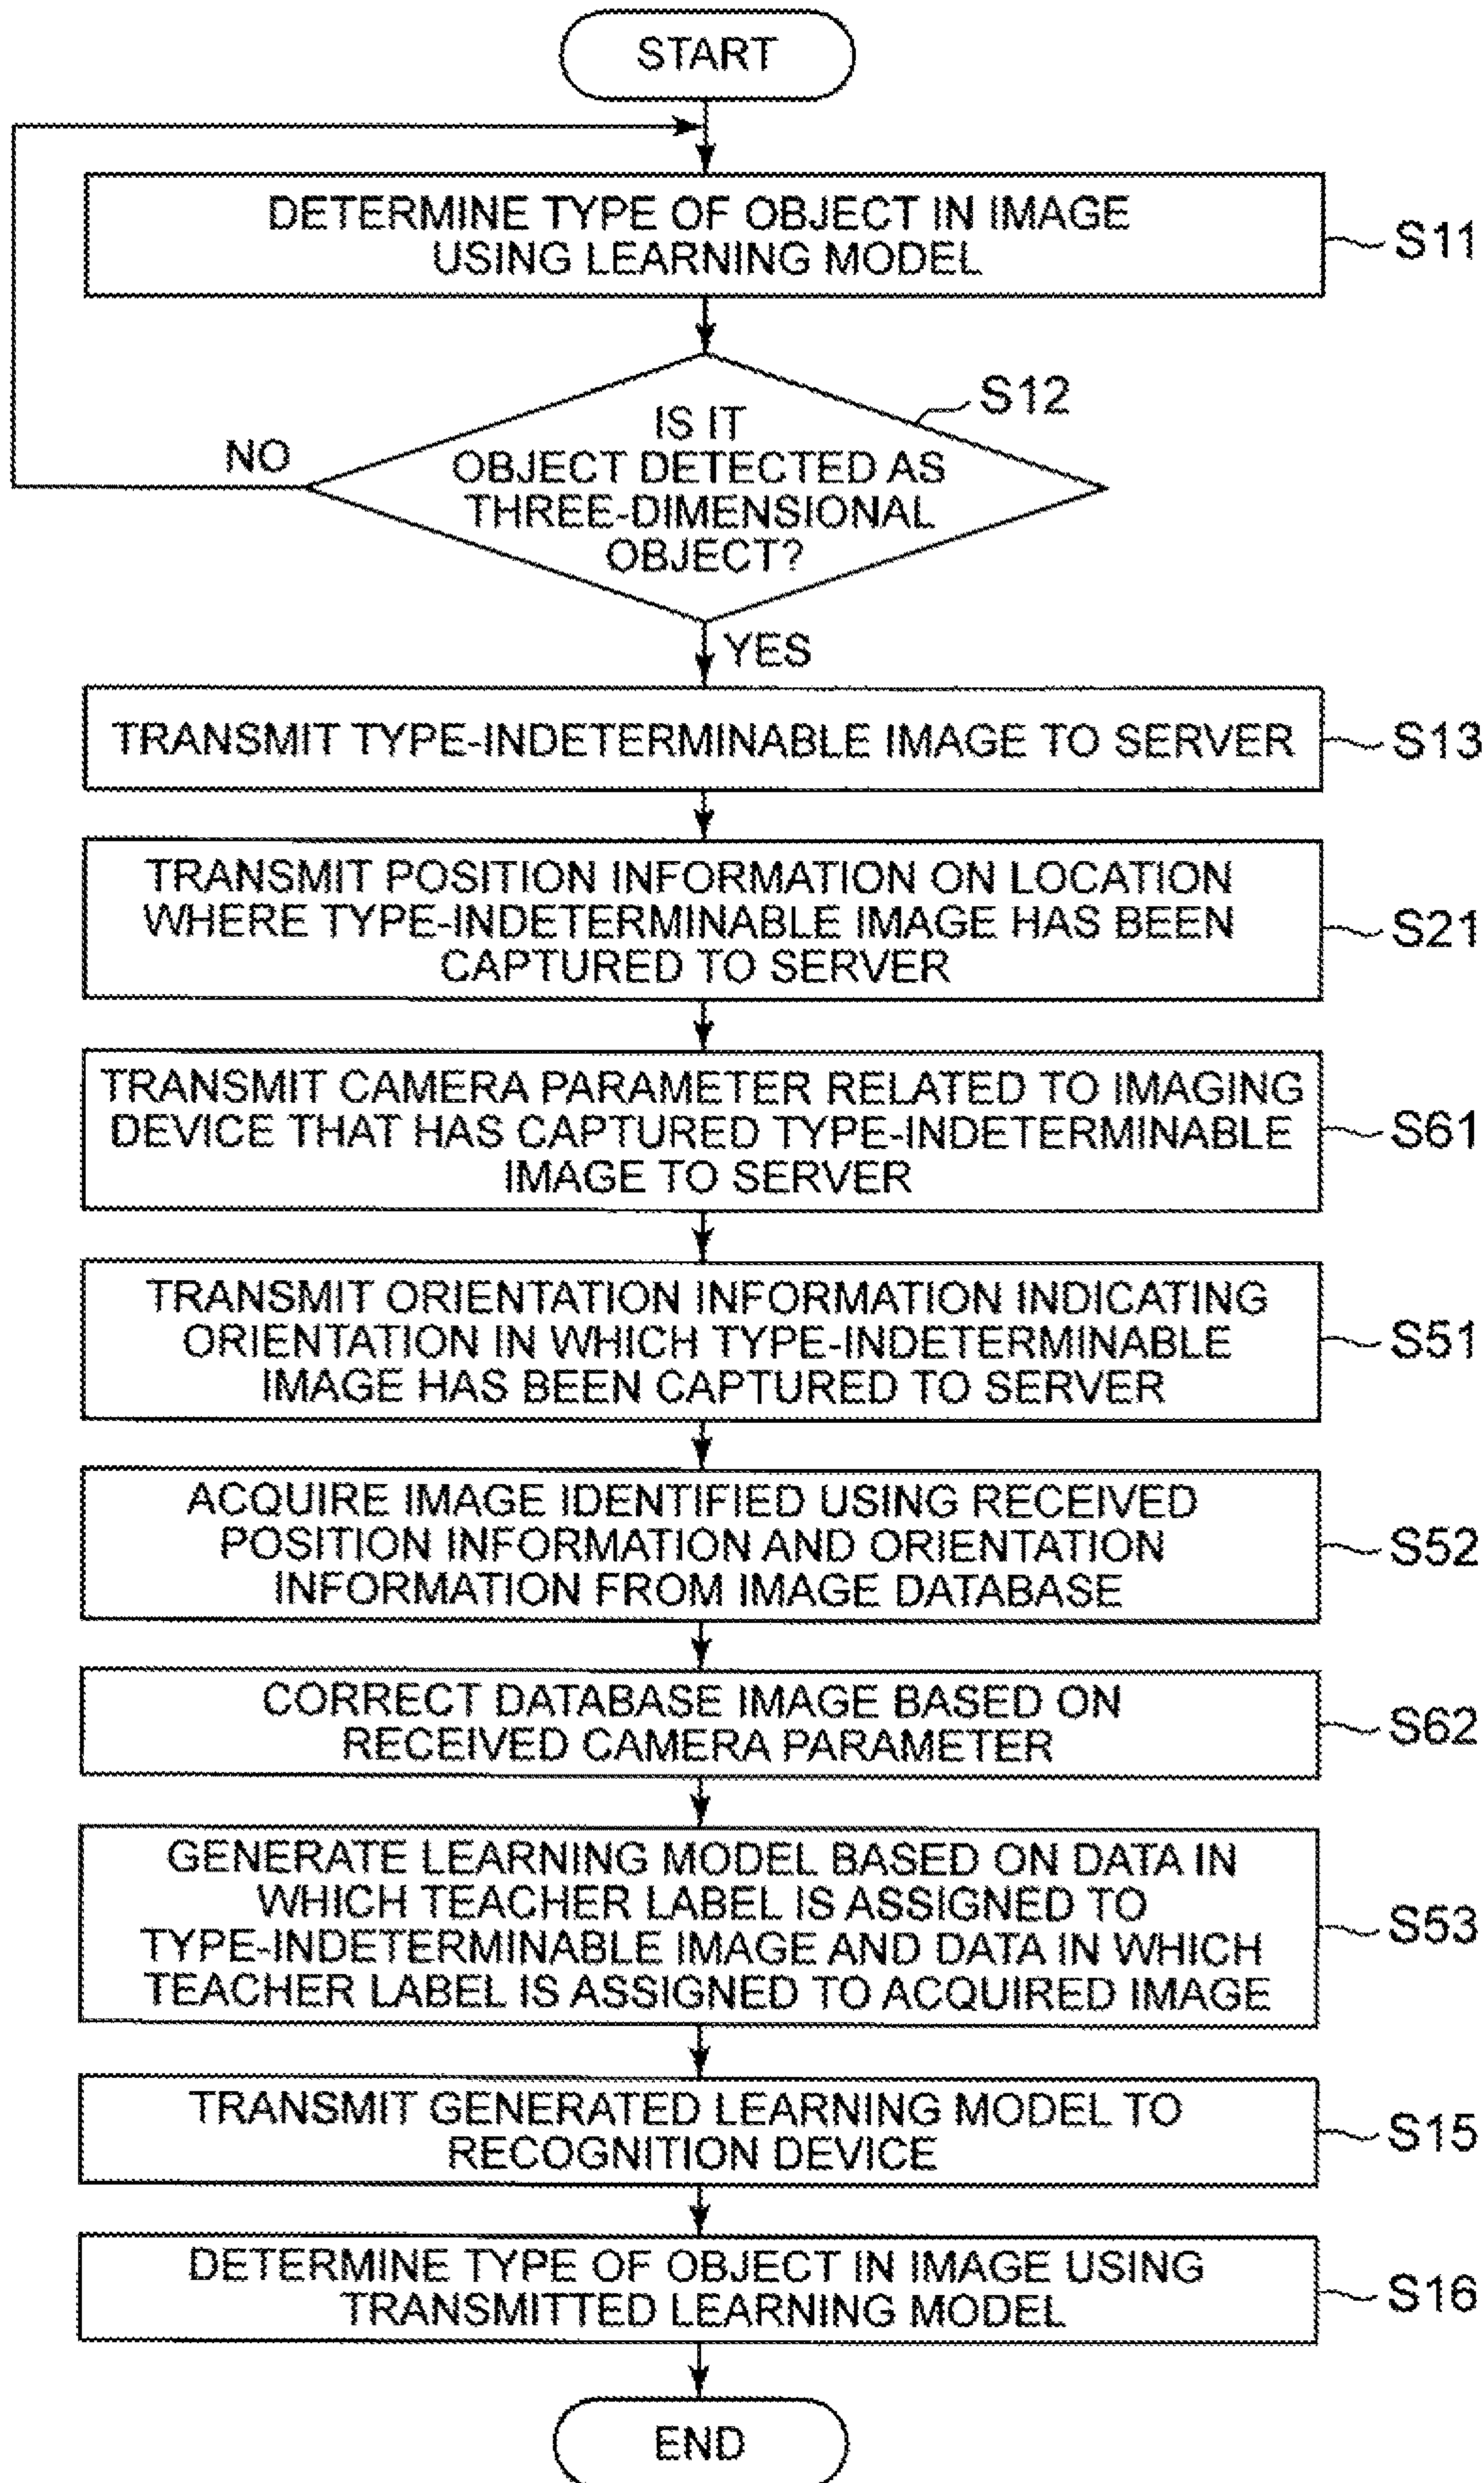 START
DETERMINE TYPE OF OBJECT IN IMAGE
USING LEARNING MODEL
S11
S12
IS IT
OBJECT DETECTED AS
THREE-DIMENSIONAL
OBJECT?
NO
YES
TRANSMIT TYPE-INDETERMINABLE IMAGE TO SERVER
S13
TRANSMIT POSITION INFORMATION ON LOCATION
WHERE TYPE-INDETERMINABLE IMAGE HAS BEEN
CAPTURED TO SERVER
S21
TRANSMIT CAMERA PARAMETER RELATED TO IMAGING
DEVICE THAT HAS CAPTURED TYPE-INDETERMINABLE
IMAGE TO SERVER
S61
TRANSMIT ORIENTATION INFORMATION INDICATING
ORIENTATION IN WHICH TYPE-INDETERMINABLE
IMAGE HAS BEEN CAPTURED TO SERVER
S51
ACQUIRE IMAGE IDENTIFIED USING RECEIVED
POSITION INFORMATION AND ORIENTATION
INFORMATION FROM IMAGE DATABASE
S52
CORRECT DATABASE IMAGE BASED ON
RECEIVED CAMERA PARAMETER
S62
GENERATE LEARNING MODEL BASED ON DATA IN
WHICH TEACHER LABEL IS ASSIGNED TO
TYPE-INDETERMINABLE IMAGE AND DATA IN WHICH
TEACHER LABEL IS ASSIGNED TO ACQUIRED IMAGE
S53
TRANSMIT GENERATED LEARNING MODEL TO
RECOGNITION DEVICE
S15
DETERMINE TYPE OF OBJECT IN IMAGE USING
TRANSMITTED LEARNING MODEL
S16
END